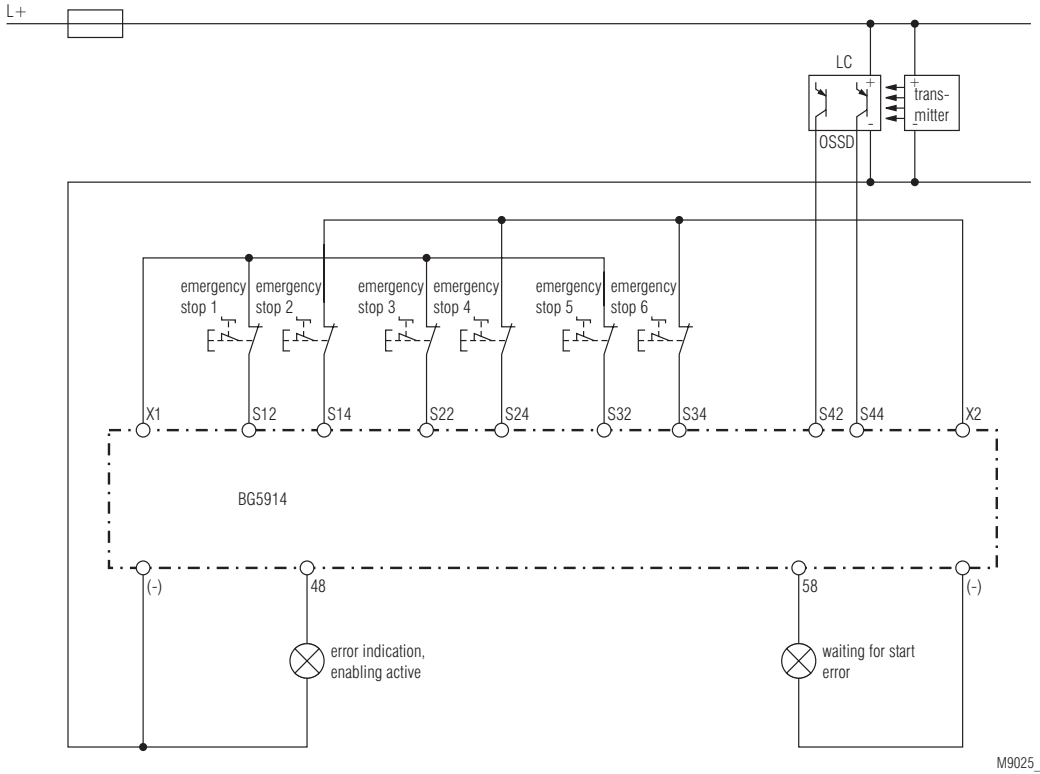 L+
LC
+
+
trans-
mitter
-
-
OSSD
emergency
stop 1
emergency
stop 2
emergency
stop 3
emergency
stop 4
emergency
stop 5
emergency
stop 6
X1
S12
S14
S22
S24
S32
S34
S42
S44
X2
BG5914
(-)
48
58
(-)
error indication,
enabling active
waiting for start
error
M9025_